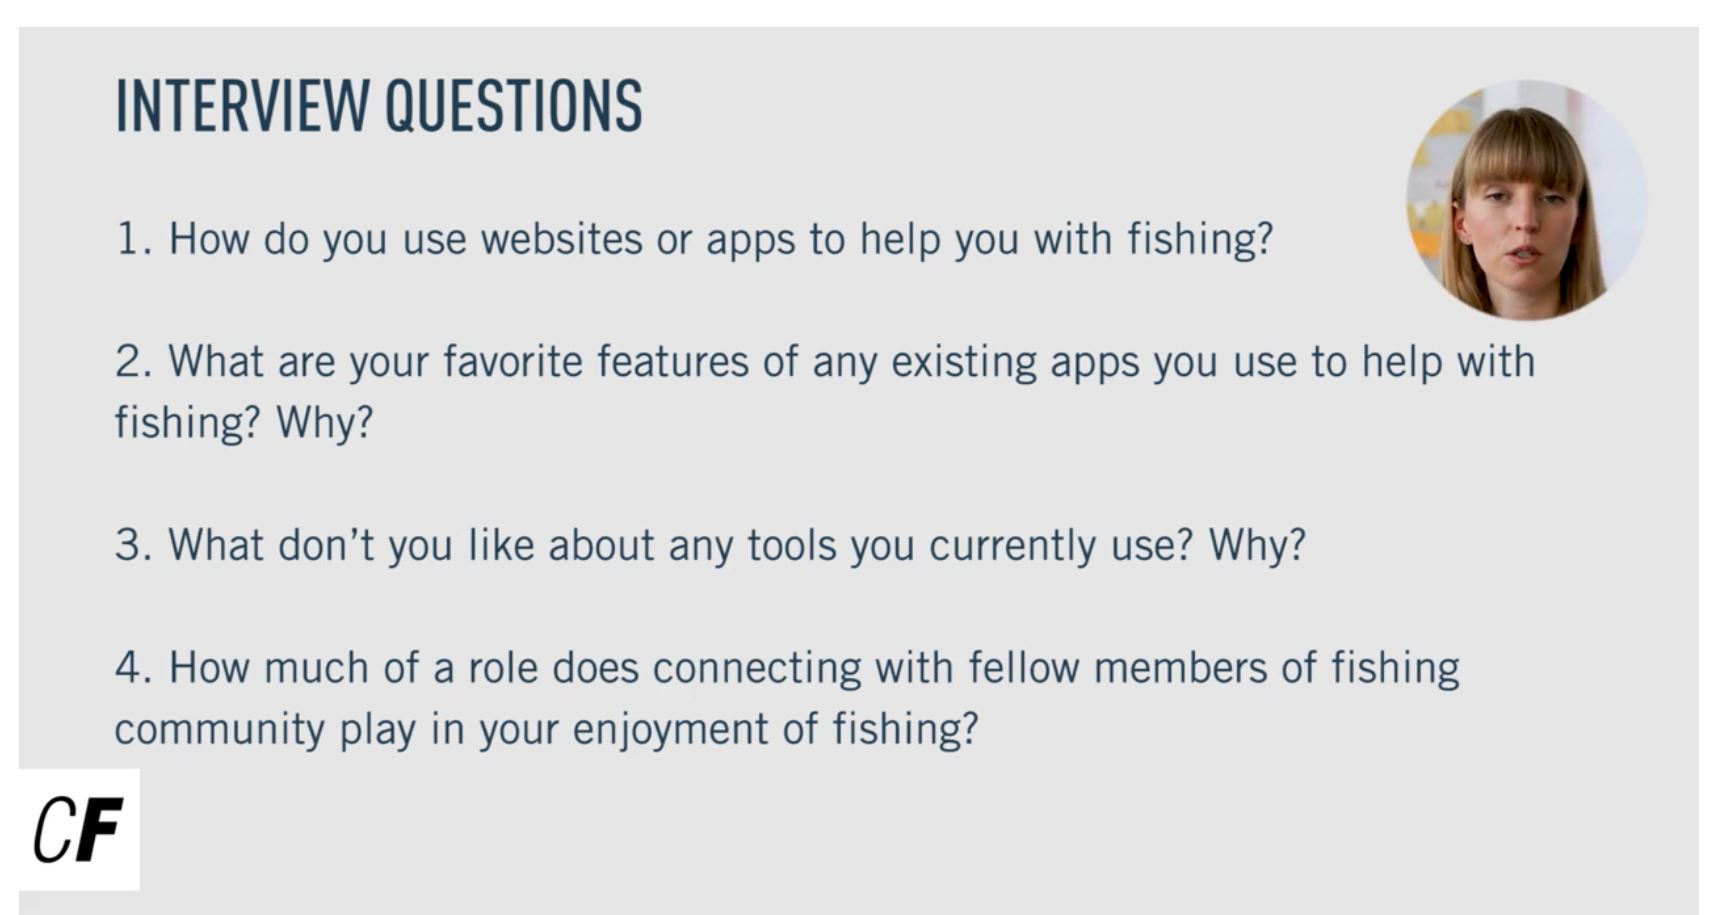 INTERVIEW QUESTIONS
1. How do you use websites or apps to help you with fishing?
2. What are your favorite features of any existing apps you use to help with
fishing? Why?
3. What don’t you like about any tools you currently use? Why?
4. How much of a role does connecting with fellow members of fishing
community play in your enjoyment of fishing?
CF